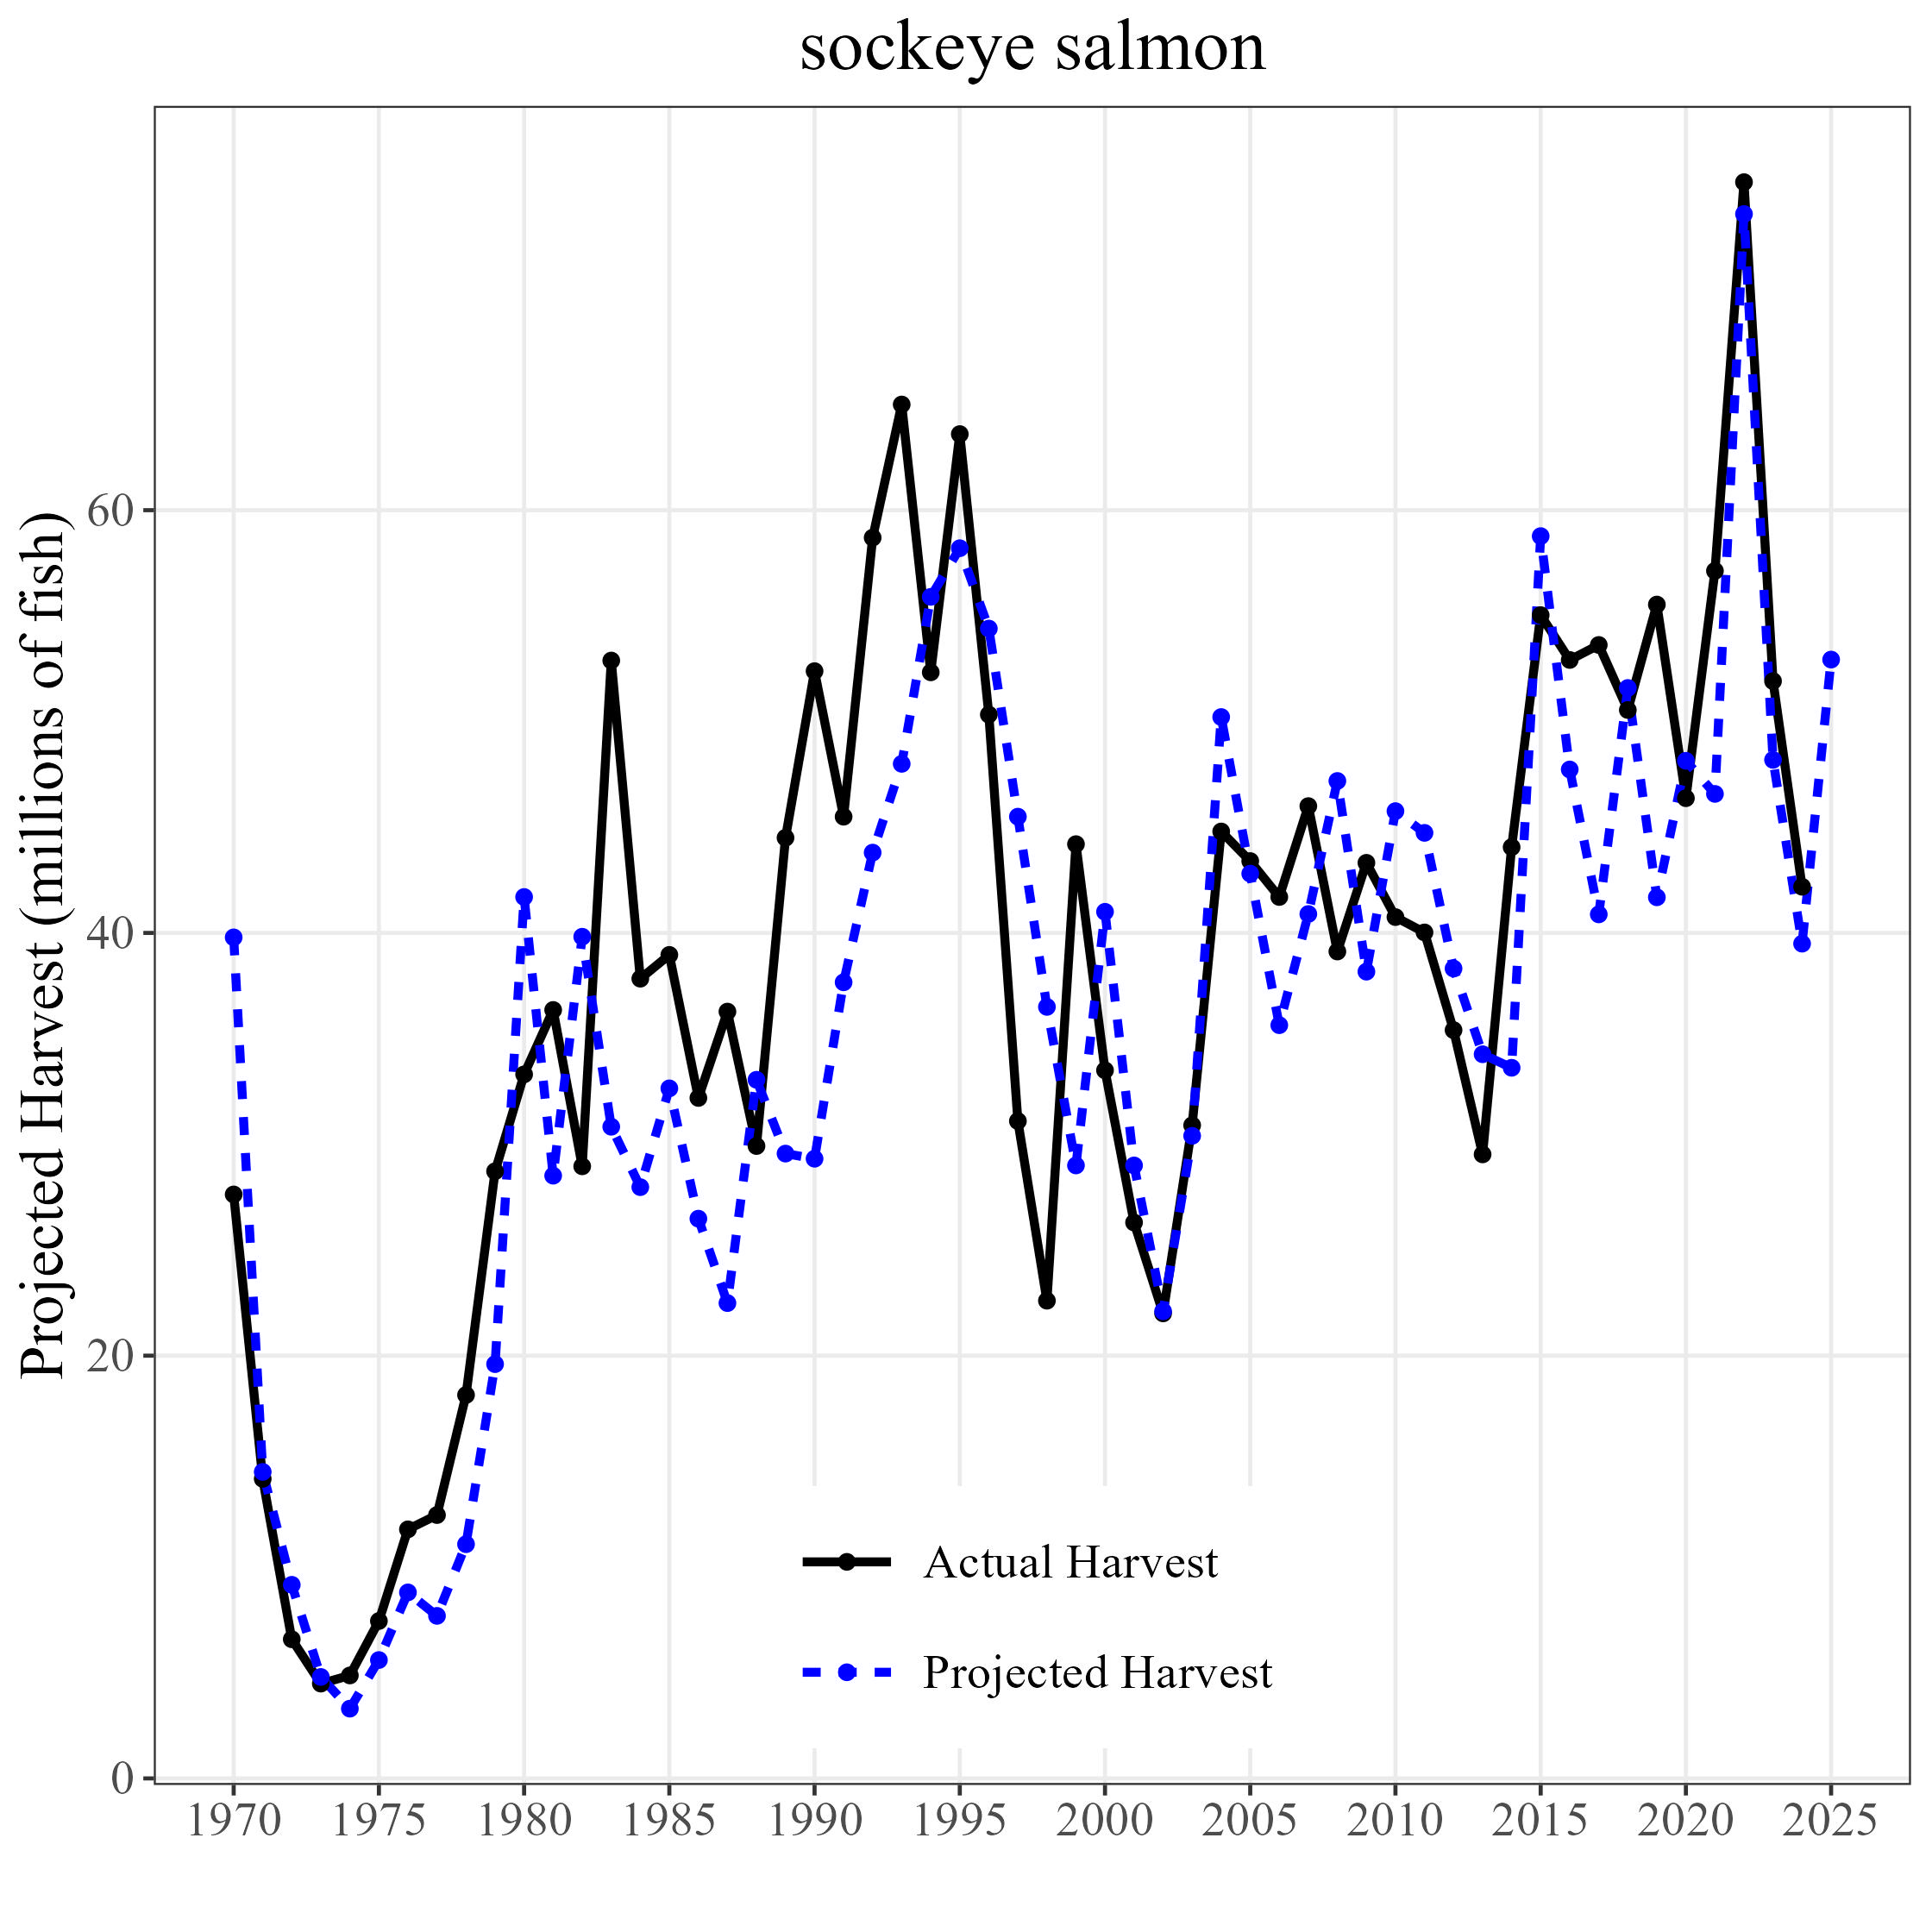 sockeye salmon
Projected Harvest (millions of fish)
60
40
20
0
Actual Harvest
Projected Harvest
1970 1975 1980 1985 1990 1995 2000 2005 2010 2015 2020 2025